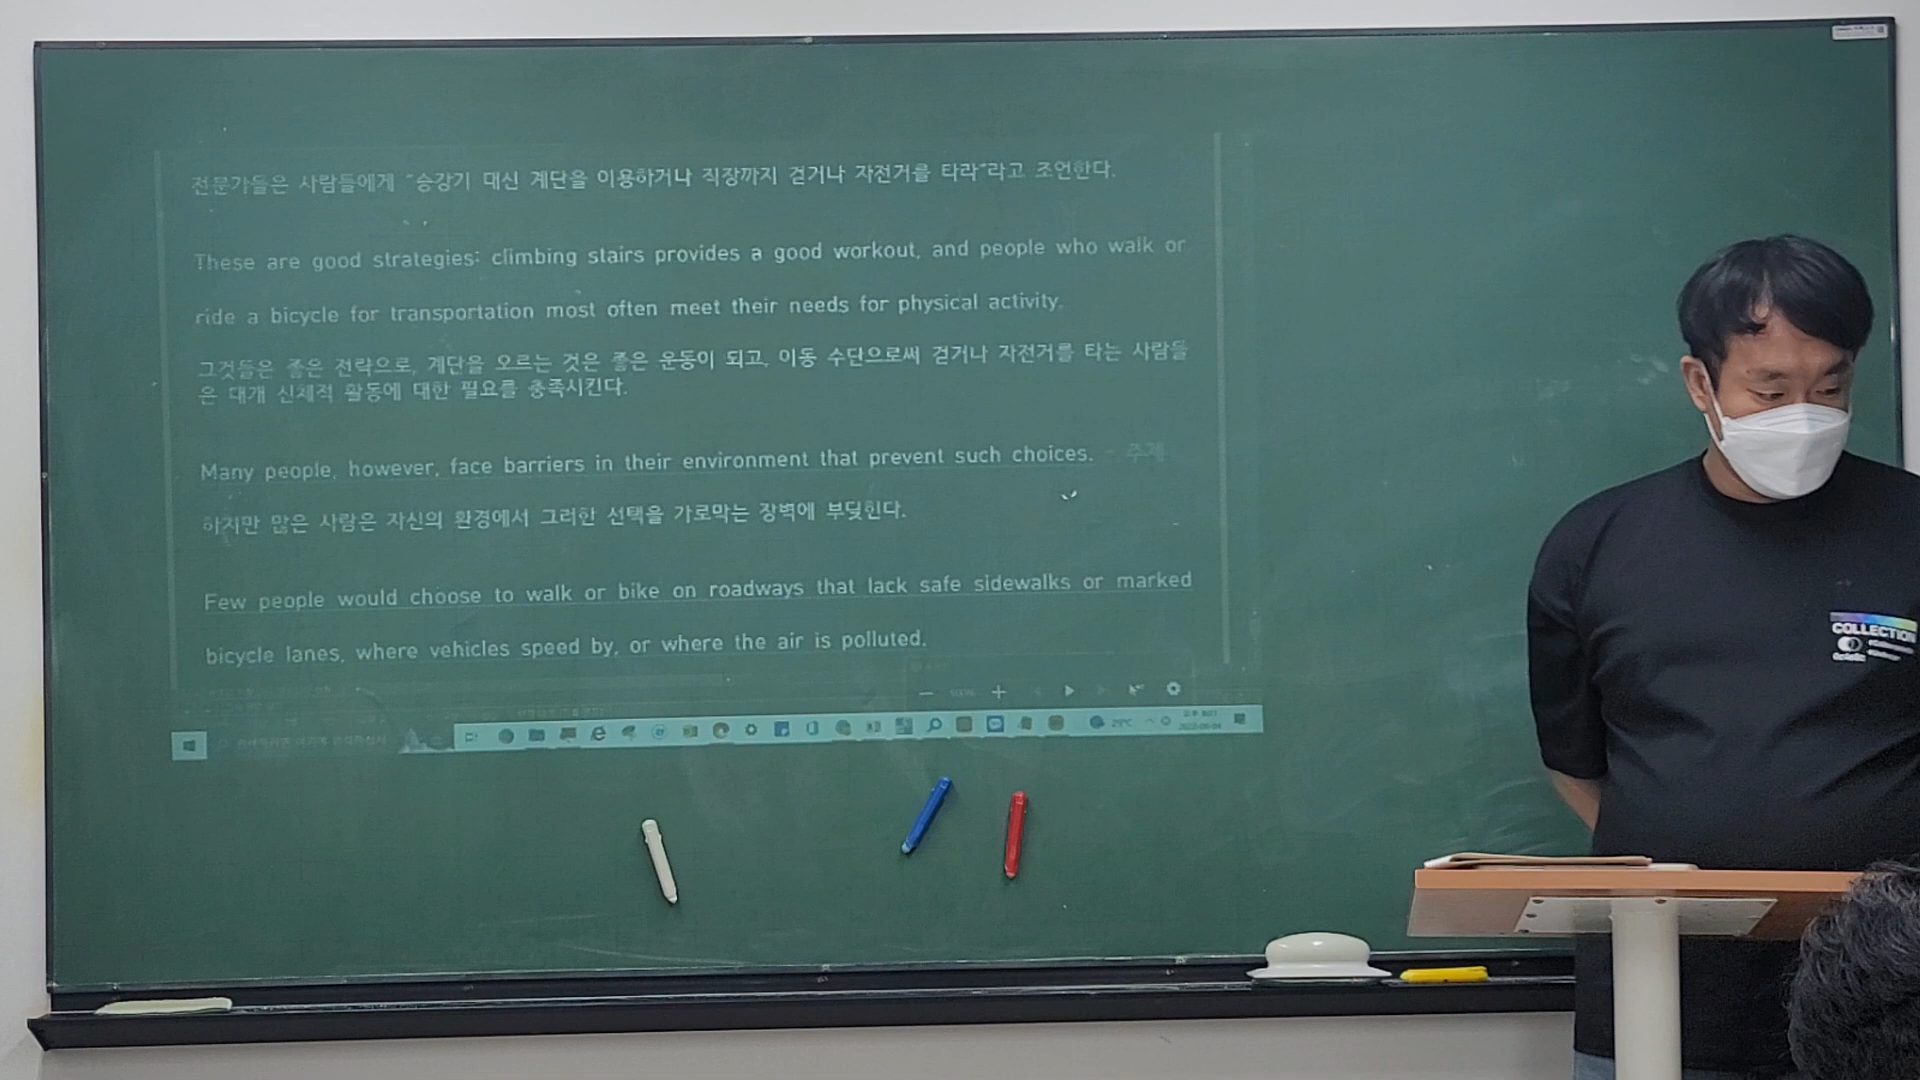 전문가들은 사람들에게 "승강기 대신 계단을 이용하거나 직장까지 걷거나 자전거를 타라"라고 조언한다.
These are good strategies: climbing stairs provides a good workout, and people who walk or
ride a bicycle for transportation most often meet their needs for physical activity.
그것들은 좋은 전략으로, 계단을 오르는 것은 좋은 운동이 되고, 이동 수단으로써 걷거나 자전거를 타는 사람들
은 대개 신체적 활동에 대한 필요를 충족시킨다.
Many people, however, face barriers in their environment that prevent such choices. - 주제
하지만 많은 사람은 자신의 환경에서 그러한 선택을 가로막는 장벽에 부딪힌다.
Few people would choose to walk or bike on roadways that lack safe sidewalks or marked
bicycle lanes, where vehicles speed by, or where the air is polluted.
29°C
COLLECTION